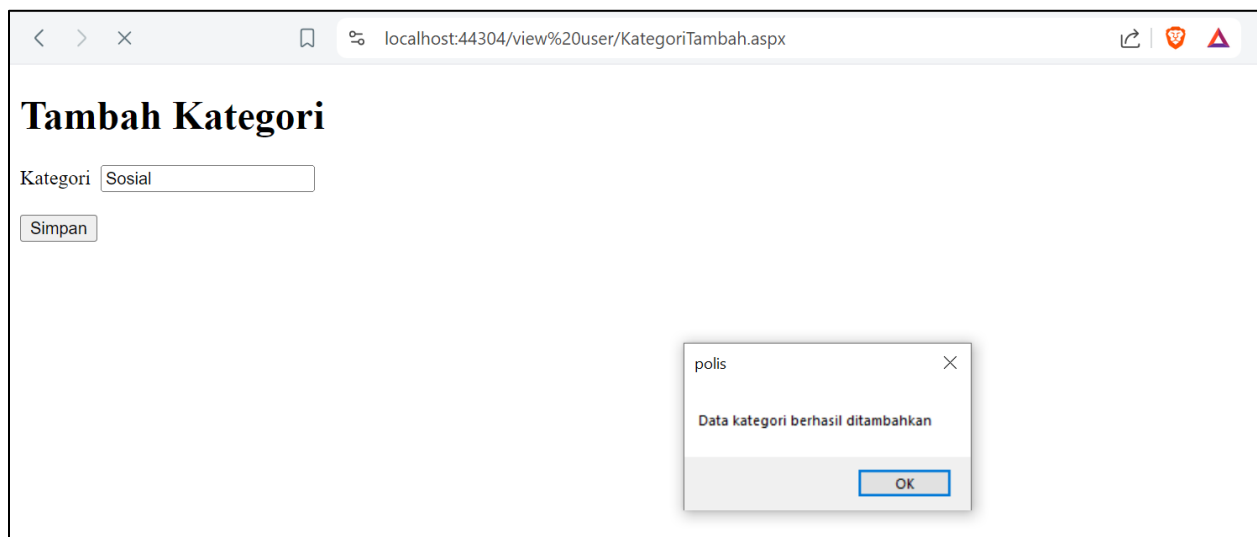 localhost:44304/view%20user/KategoriTambah.aspx
Tambah Kategori
Kategori Sosial
Simpan
polis
Data kategori berhasil ditambahkan
OK